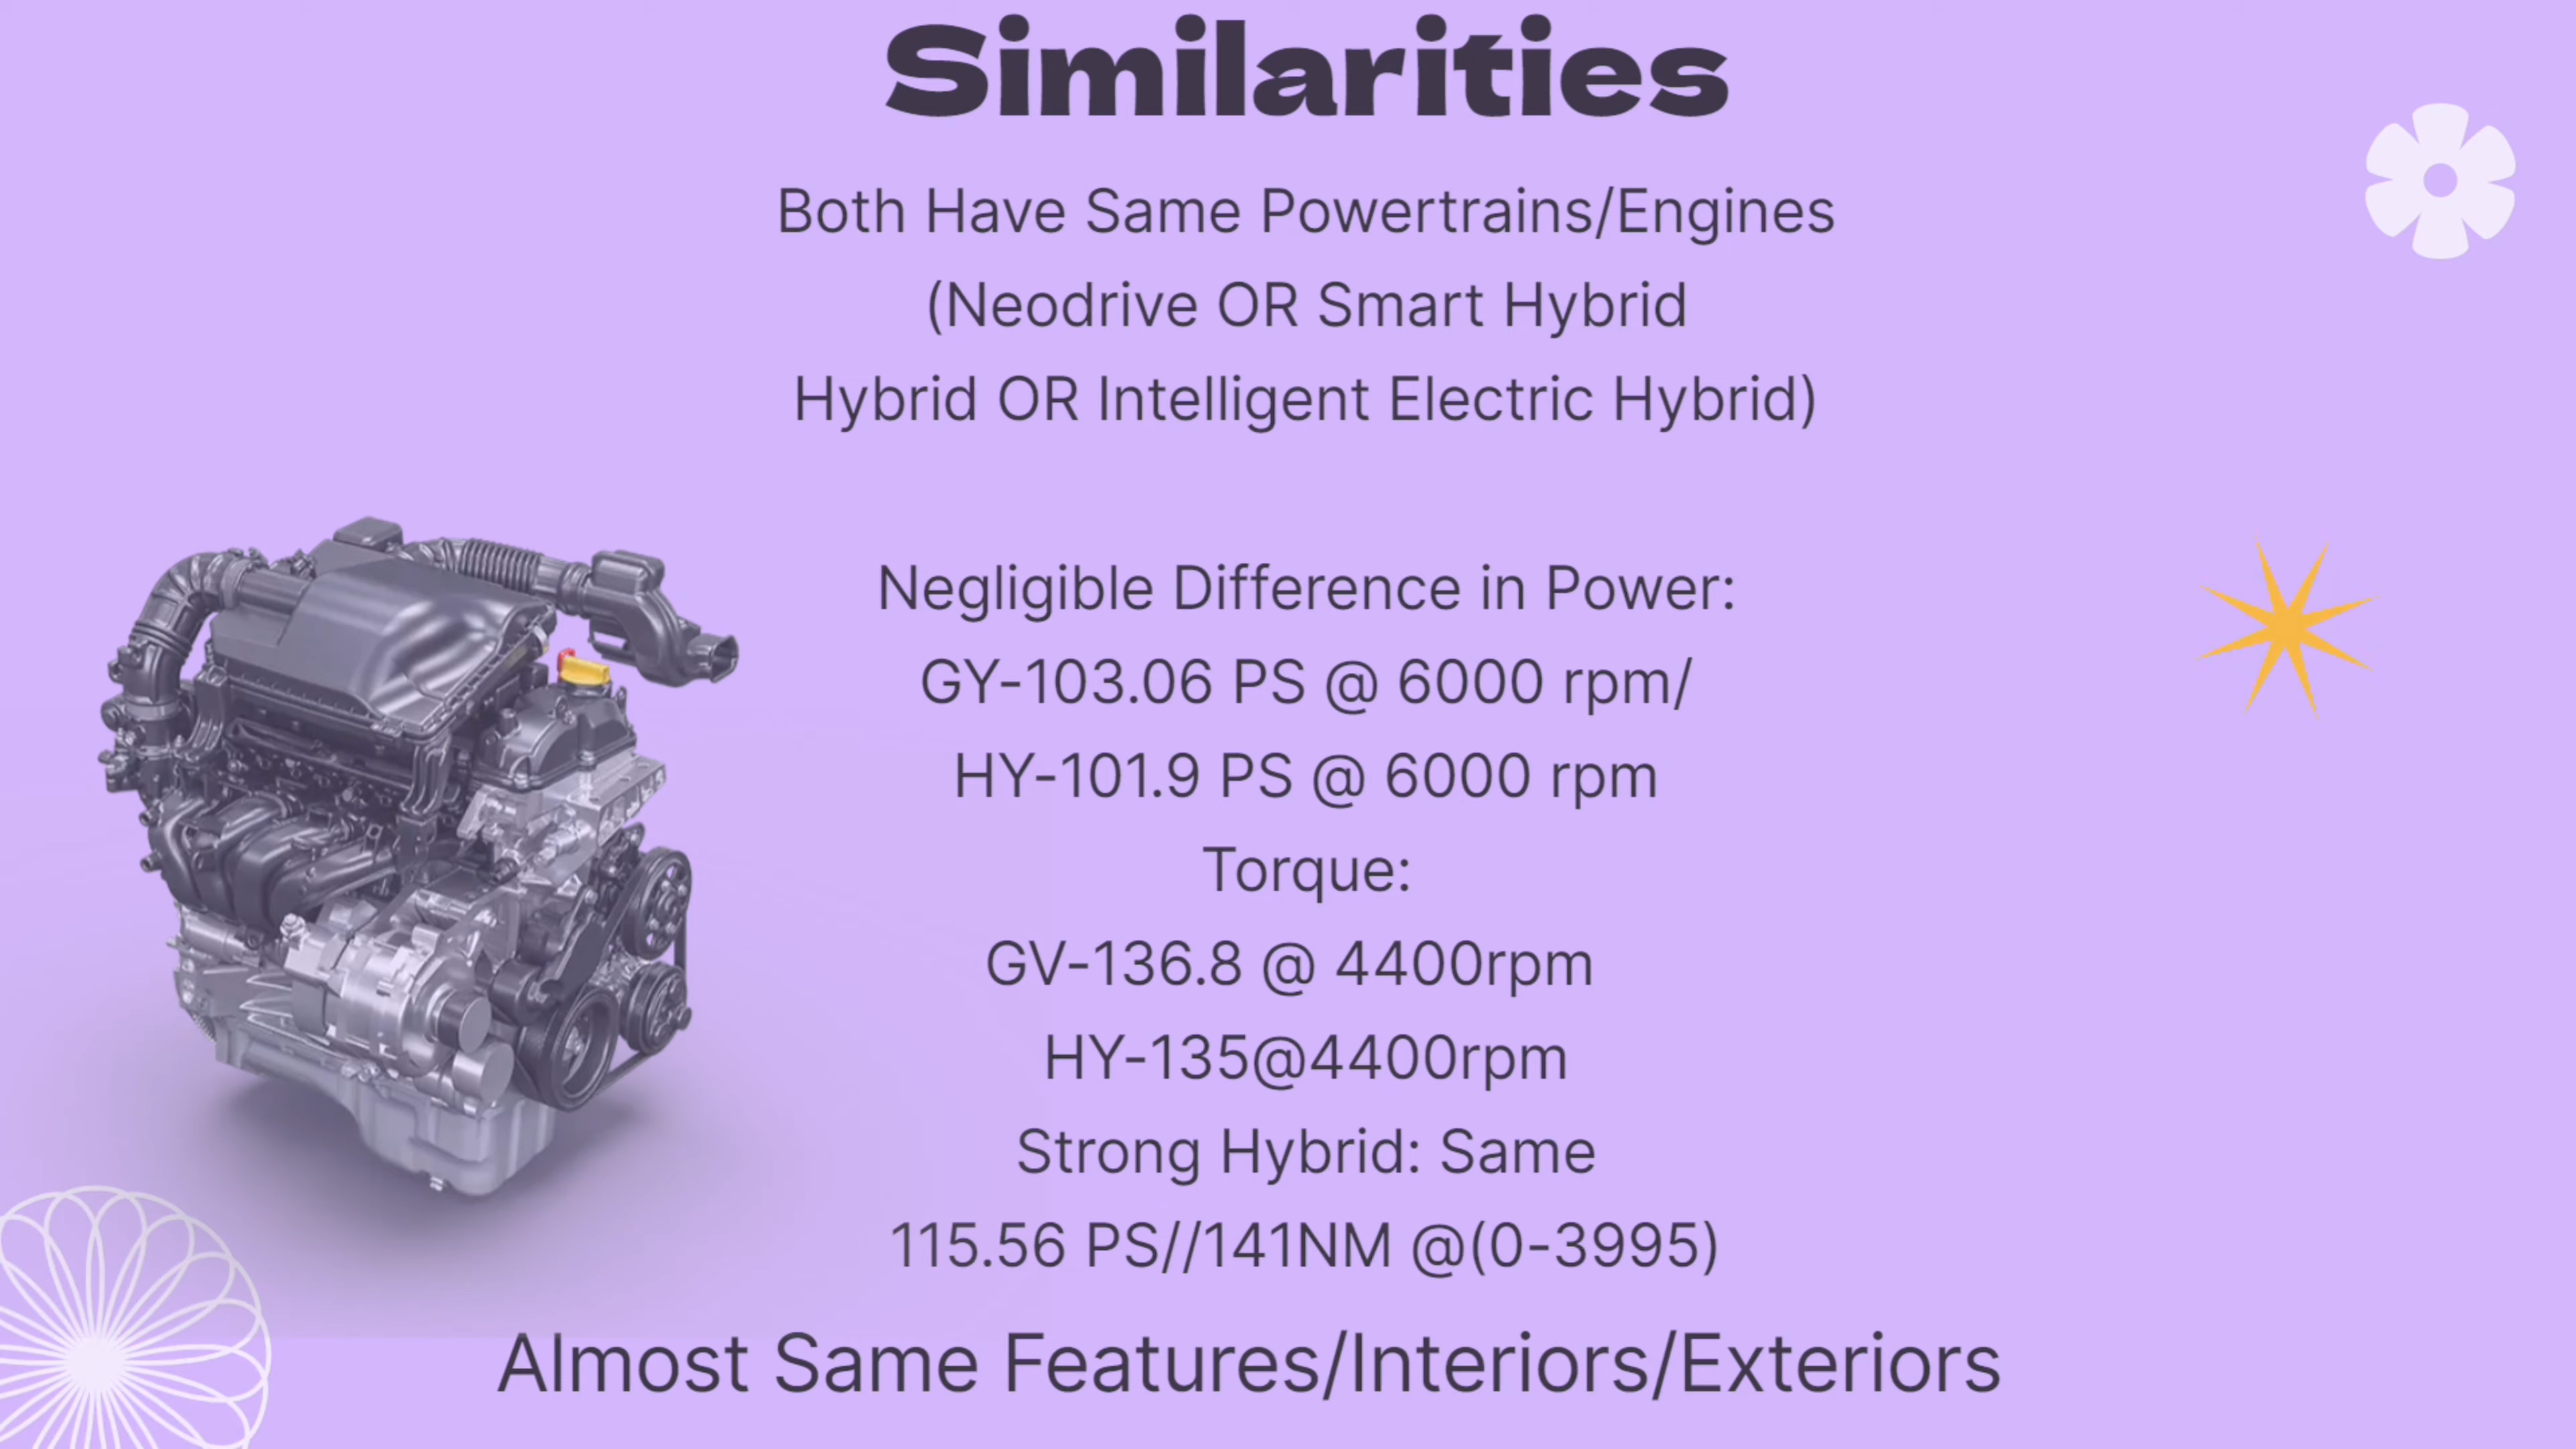 Similarities
Both Have Same Powertrains/Engines
(Neodrive OR Smart Hybrid
Hybrid OR Intelligent Electric Hybrid)
Negligible Difference in Power:
GY-103.06 PS @ 6000 rpm/
HY-101.9 PS @ 6000 rpm
Torque:
GV-136.8 @ 4400rpm
HY-135@4400rpm
Strong Hybrid: Same
115.56 PS//141NM @(0-3995)
Almost Same Features/Interiors/Exteriors